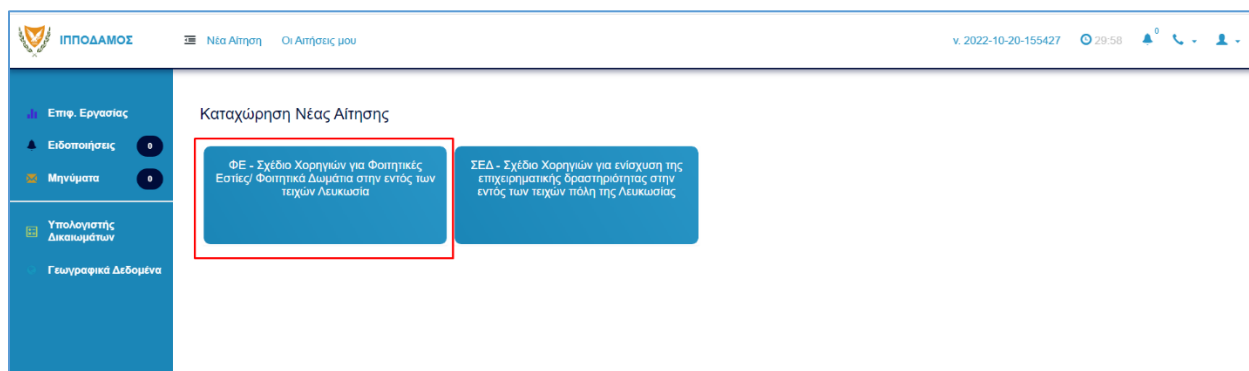 ΙΠΠΟΔΑΜΟΣ
Νέα Αίτηση Οι Αιτήσεις μου
v. 2022-10-20-155427 29:58 0
Επιφ. Εργασίας
Ειδοποιήσεις 0
Μηνύματα 0
Υπολογιστής
Δικαιωμάτων
Γεωγραφικά Δεδομένα
Καταχώρηση Νέας Αίτησης
ΦΕ - Σχέδιο Χορηγιών για Φοιτητικές
Εστίες/ Φοιτητικά Δωμάτια στην εντός των
τειχών Λευκωσία
ΣΕΔ - Σχέδιο Χορηγιών για ενίσχυση της
επιχειρηματικής δραστηριότητας στην
εντός των τειχών πόλη της Λευκωσίας